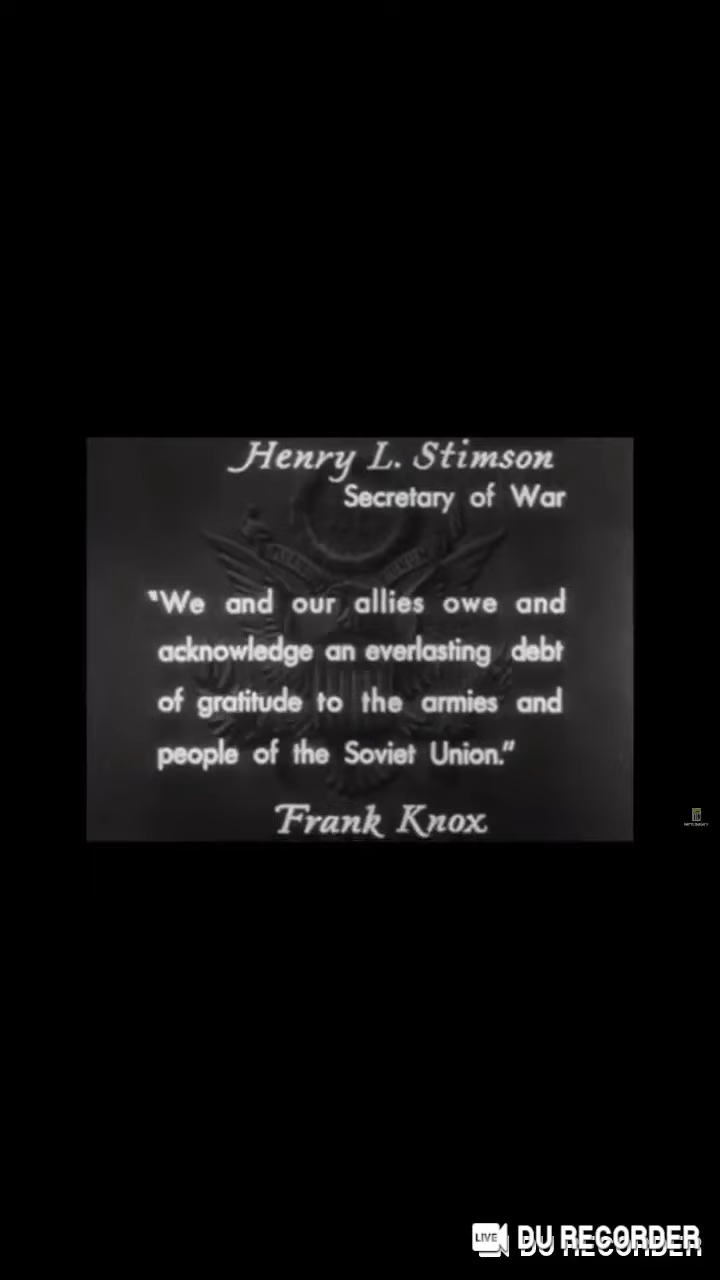 Henry L. Stimson
Secretary of War
"We and our allies owe and
acknowledge an everlasting debt
of gratitude to the armies and
people of the Soviet Union."
Frank Knox
LIVE DU RECORDER